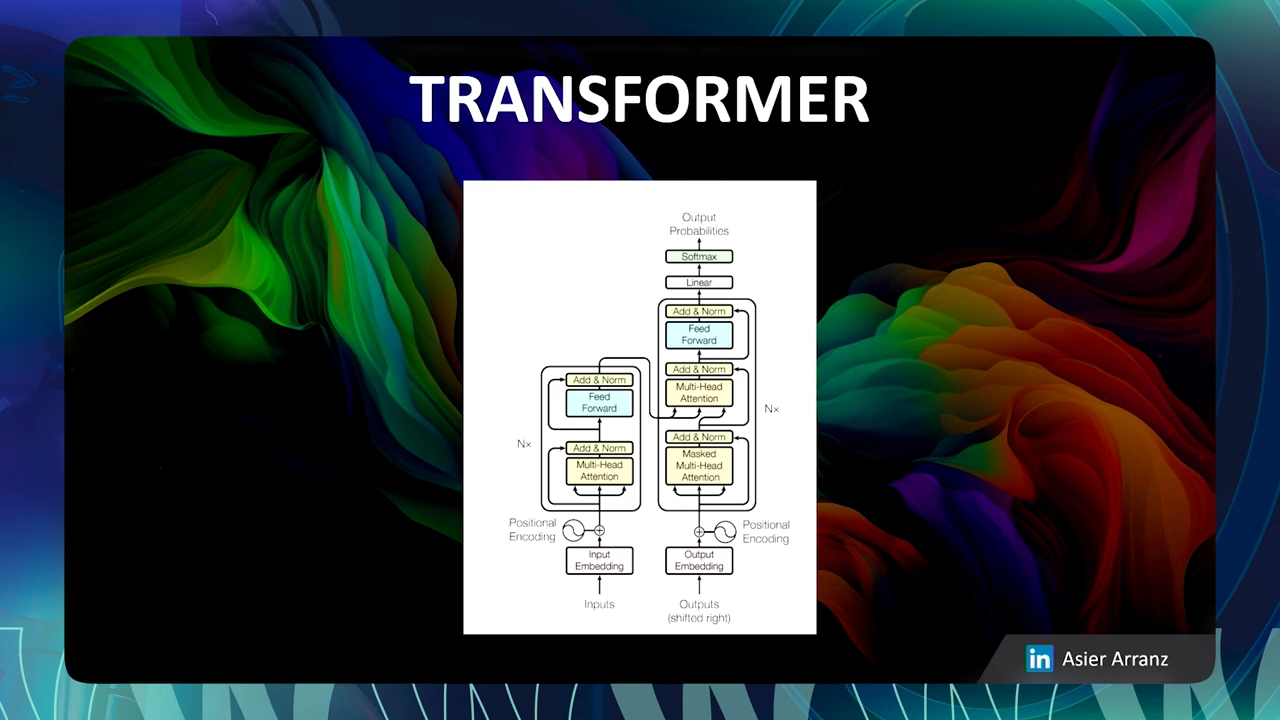 TRANSFORMER
Output
Probabilities
Softmax
Linear
Add & Norm
Feed
Forward
Add & Norm
Multi-Head
Attention
Nx
Add & Norm
Masked
Multi-Head
Attention
Add & Norm
Feed
Forward
Nx
Add & Norm
Multi-Head
Attention
Positional
Encoding
Positional
Encoding
Input
Embedding
Output
Embedding
Inputs
Outputs
(shifted right)
in Asier Arranz